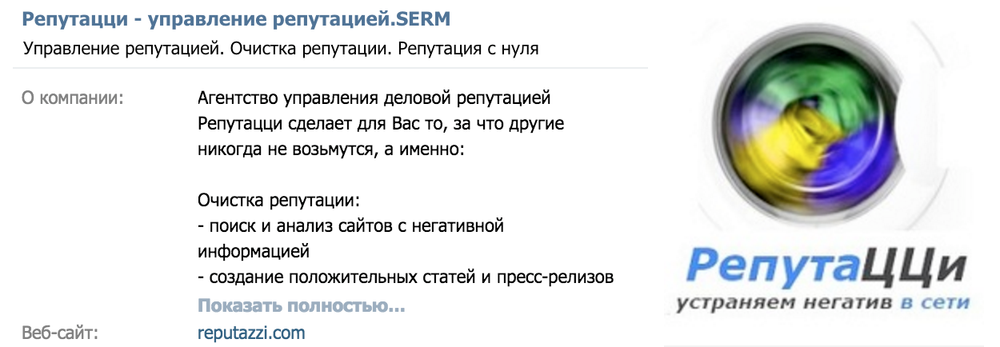 Репутацци - управление репутацией.SERM
Управление репутацией. Очистка репутации. Репутация с нуля
О компании:
Агентство управления деловой репутацией
Репутацци сделает для Вас то, за что другие
никогда не возьмутся, а именно:
Очистка репутации:
- поиск и анализ сайтов с негативной
информацией
- создание положительных статей и пресс-релизов
Показать полностью...
Веб-сайт:
reputazzi.com
РепутаЦЦи
устраняем негатив в сети